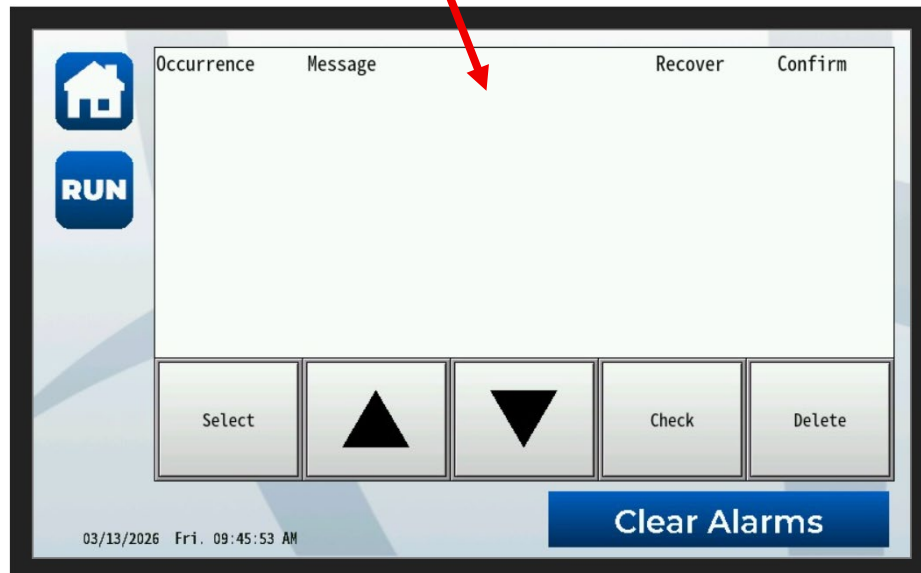 Occurrence Message Recover Confirm
RUN
Select Check Delete
Clear Alarms
03/13/2026 Fri. 09:45:53 AM